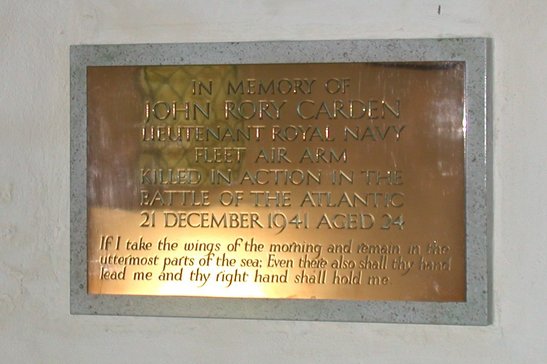 IN MEMORY OF
JOHN RORY CARDEN
LIEUTENANT ROYAL NAVY
FLEET AIR ARM
KILLED IN ACTION IN THE
BATTLE OF THE ATLANTIC
21 DECEMBER 1941 AGED 24
If I take the wings of the morning and remain in the
uttermost parts of the sea: Even there also shall thy hand
lead me and thy right hand shall hold me